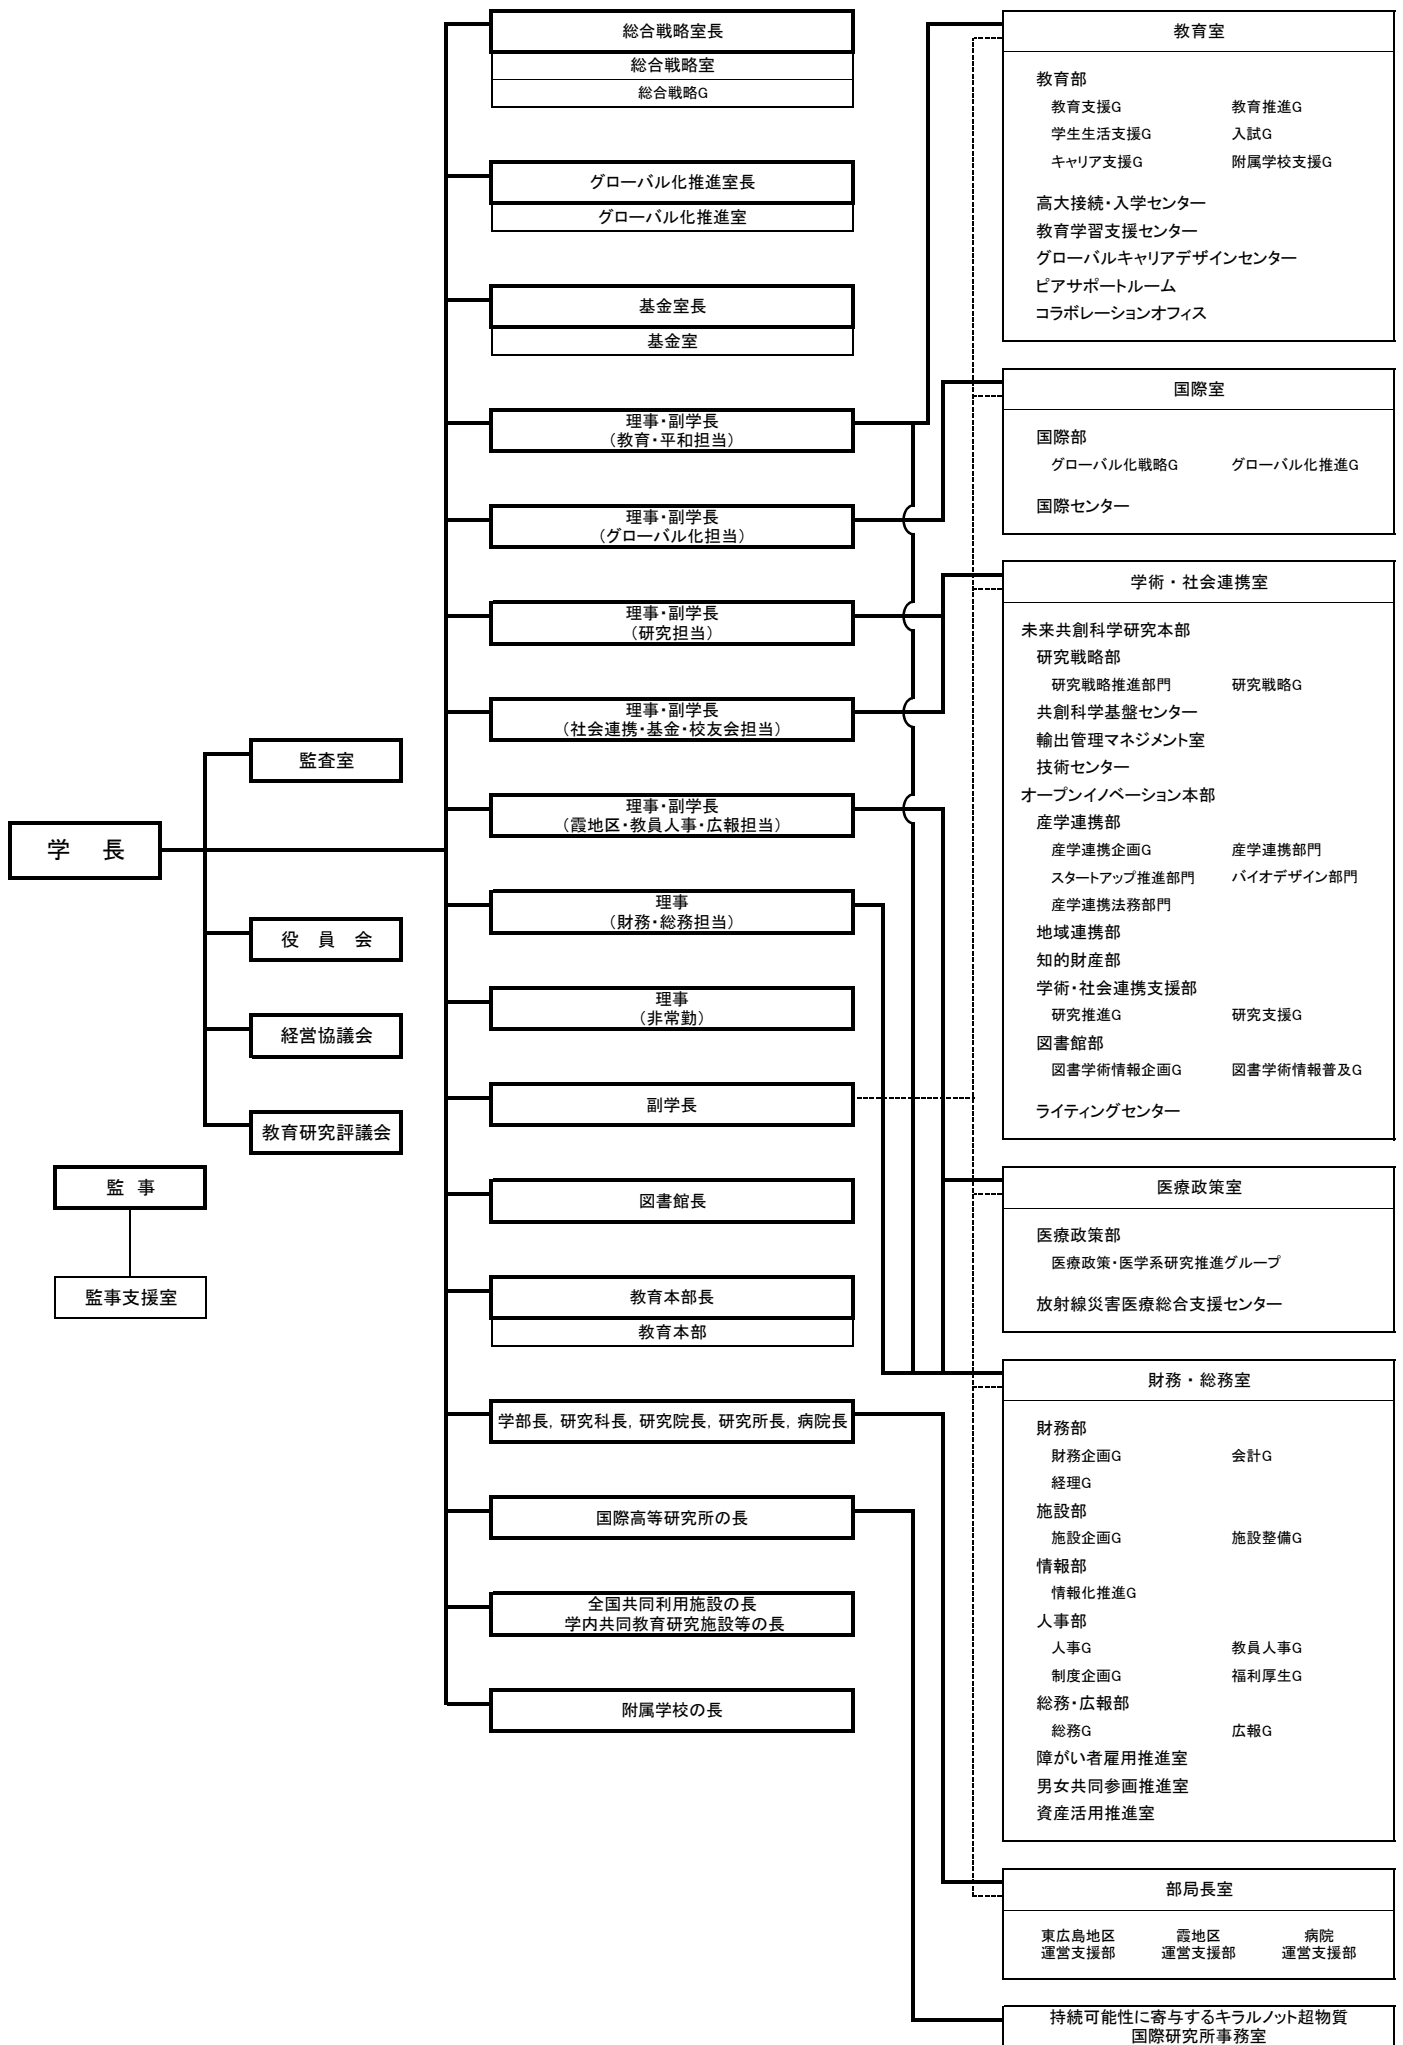 学 長
監査室
役 員 会
経営協議会
教育研究評議会
監 事
監事支援室
総合戦略室長
総合戦略室
総合戦略G
グローバル化推進室長
グローバル化推進室
基金室長
基金室
理事・副学長
（教育・平和担当）
理事・副学長
（グローバル化担当）
理事・副学長
（研究担当）
理事・副学長
（社会連携・基金・校友会担当）
理事・副学長
（霞地区・教員人事・広報担当）
理事
（財務・総務担当）
理事
（非常勤）
副学長
図書館長
教育本部長
教育本部
学部長，研究科長，研究院長，研究所長，病院長
国際高等研究所の長
全国共同利用施設の長
学内共同教育研究施設等の長
附属学校の長
教育室
教育部
教育支援G 教育推進G
学生生活支援G 入試G
キャリア支援G 附属学校支援G
高大接続・入学センター
教育学習支援センター
グローバルキャリアデザインセンター
ピアサポートルーム
コラボレーションオフィス
国際室
国際部
グローバル化戦略G グローバル化推進G
国際センター
学術・社会連携室
未来共創科学研究本部
研究戦略部
研究戦略推進部門 研究戦略G
共創科学基盤センター
輸出管理マネジメント室
技術センター
オープンイノベーション本部
産学連携部
産学連携企画G 産学連携部門
スタートアップ推進部門 バイオデザイン部門
産学連携法務部門
地域連携部
知的財産部
学術・社会連携支援部
研究推進G 研究支援G
図書館部
図書学術情報企画G 図書学術情報普及G
ライティングセンター
医療政策室
医療政策部
医療政策・医学系研究推進グループ
放射線災害医療総合支援センター
財務・総務室
財務部
財務企画G 会計G
経理G
施設部
施設企画G 施設整備G
情報部
情報化推進G
人事部
人事G 教員人事G
制度企画G 福利厚生G
総務・広報部
総務G 広報G
障がい者雇用推進室
男女共同参画推進室
資産活用推進室
部局長室
東広島地区 霞地区 病院
運営支援部 運営支援部 運営支援部
持続可能性に寄与するキラルノット超物質
国際研究所事務室